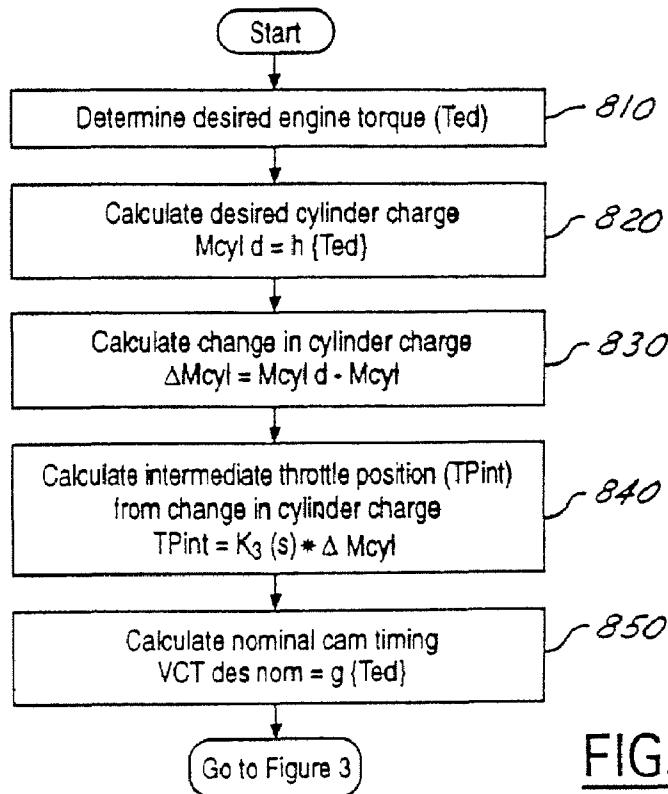 Start
Determine desired engine torque (Ted)
810
Calculate desired cylinder charge
Mcyl d = h {Ted}
820
Calculate change in cylinder charge
Δ Mcyl = Mcyl d - Mcyl
830
Calculate intermediate throttle position (TPint)
from change in cylinder charge
TPint = K₃ (s) * Δ Mcyl
840
Calculate nominal cam timing
VCT des nom = g {Ted}
850
Go to Figure 3
FIG.